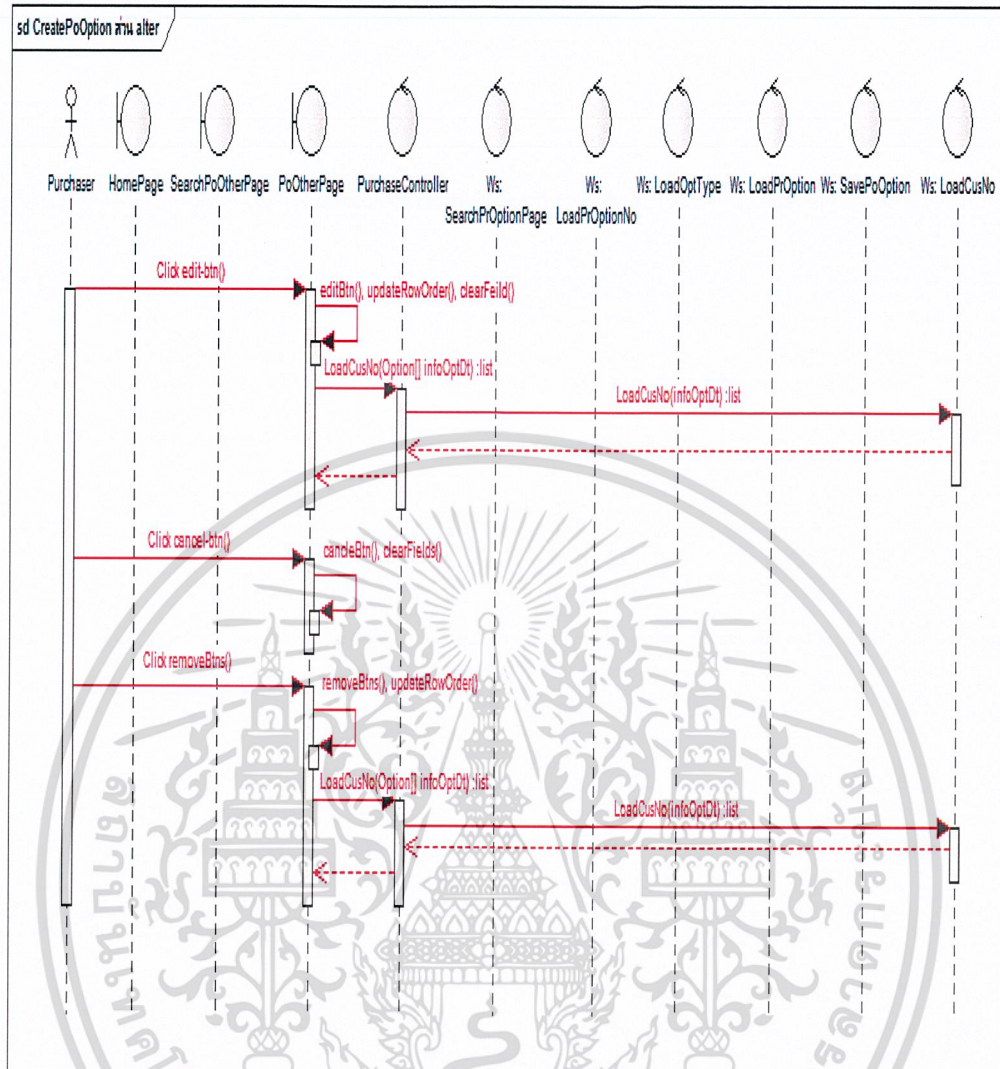 sd CreatePoOption ส่วน alter
Purchaser
HomePage
SearchPoOtherPage
PoOtherPage
PurchaseController
Ws:
SearchPrOptionPage
Ws:
LoadPrOptionNo
Ws: LoadOptType
Ws: LoadPrOption
Ws: SavePoOption
Ws: LoadCusNo
Click edit-btn()
editBtn(), updateRowOrder(), clearFeild()
LoadCusNo(Option[] infoOptDt) :list
LoadCusNo(infoOptDt) :list
Click cancel-btn()
cancleBtn(), clearFields()
Click removeBtns()
removeBtns(), updateRowOrder()
LoadCusNo(Option[] infoOptDt) :list
LoadCusNo(infoOptDt) :list